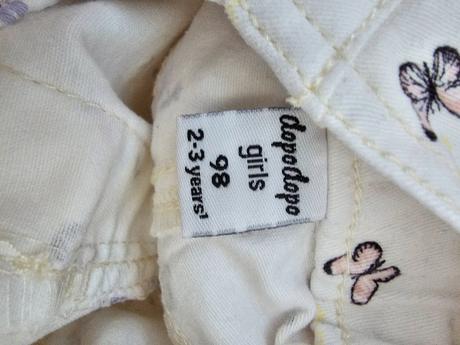 dopodopo
girls
98
2-3 years'